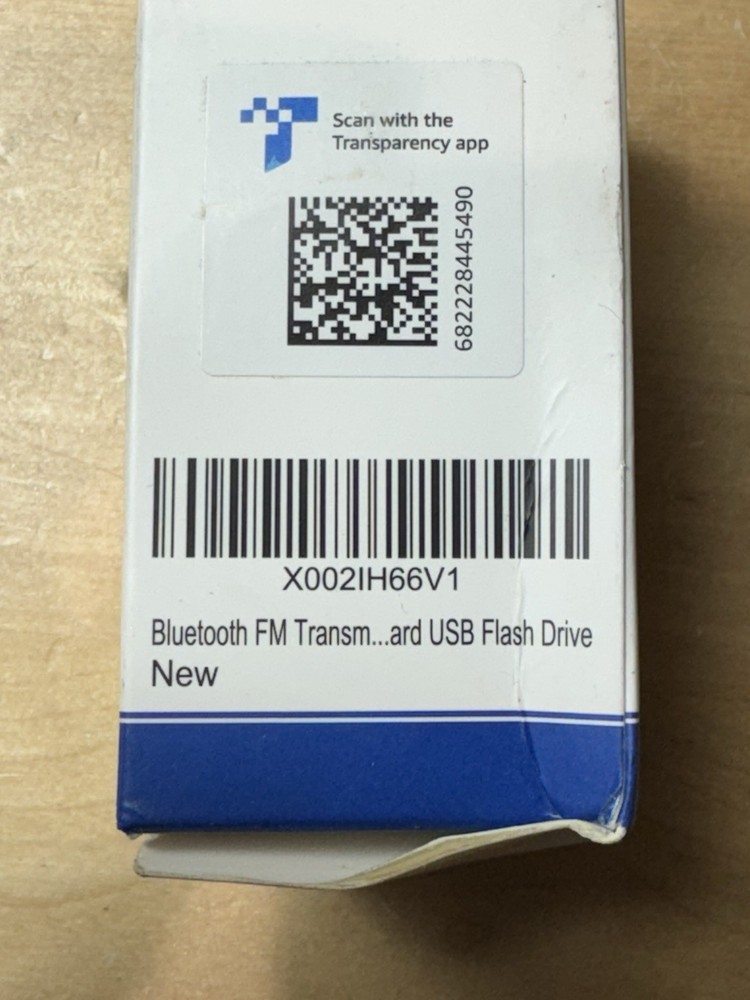 Scan with the
Transparency app
682228445490
X002IH66V1
Bluetooth FM Transm...ard USB Flash Drive
New